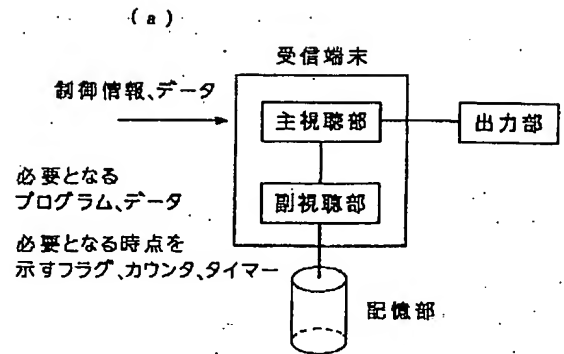 (a)
受信端末
制御情報、データ
主視聴部
出力部
必要となる
プログラム、データ
副視聴部
必要となる時点を
示すフラグ、カウンタ、タイマー
記憶部